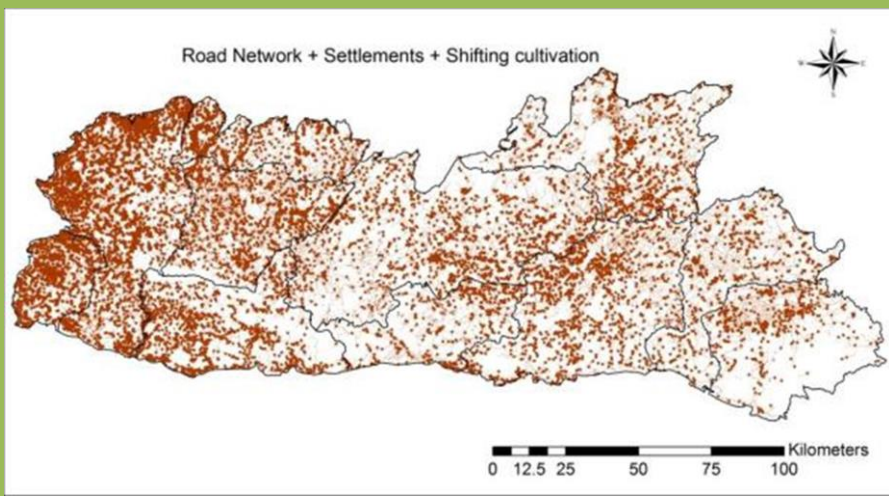 Road Network + Settlements + Shifting cultivation
N
W E
S
Kilometers
0 12.5 25 50 75 100